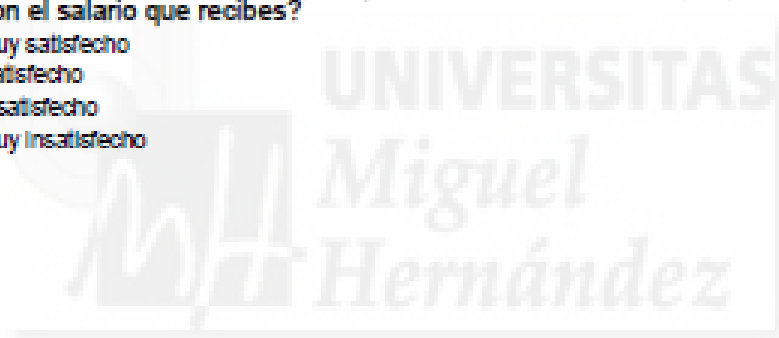 on el salario que recibes?
uy satisfecho
atisfecho
satisfecho
uy insatisfecho
UNIVERSITAS
Miguel
Hernández